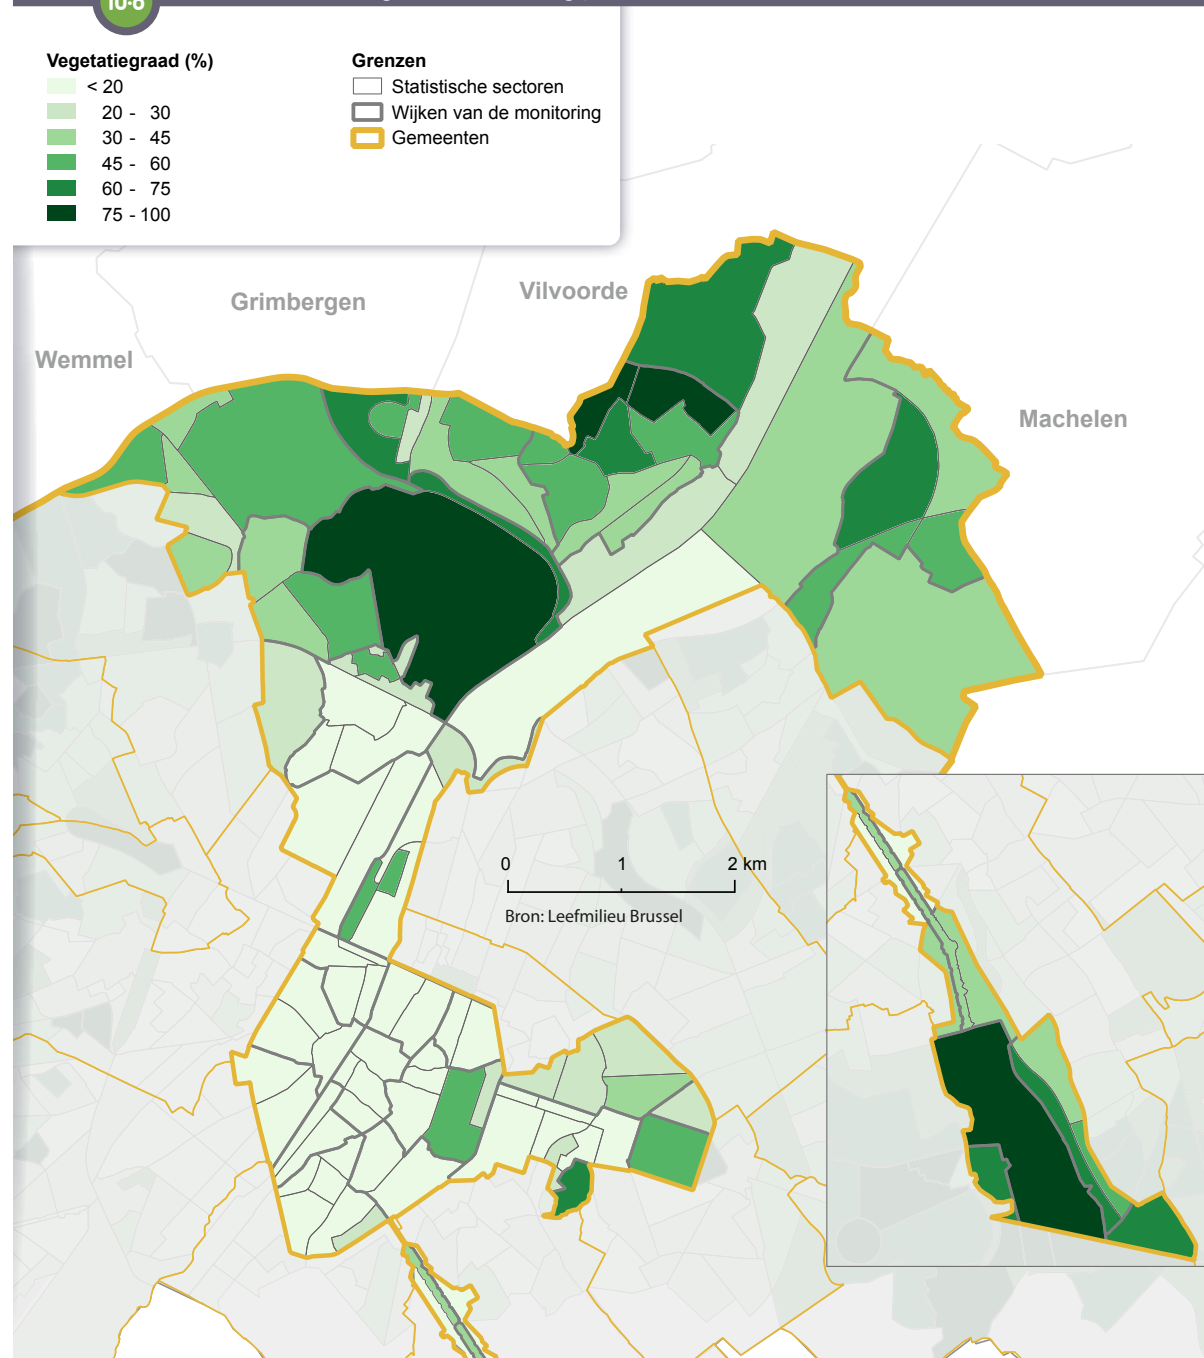 10.6
Vegetatiegraad (%)
< 20
20 - 30
30 - 45
45 - 60
60 - 75
75 - 100
Grenzen
Statistische sectoren
Wijken van de monitoring
Gemeenten
Grimbergen
Vilvoorde
Wemmel
Machelen
0 1 2 km
Bron: Leefmilieu Brussel